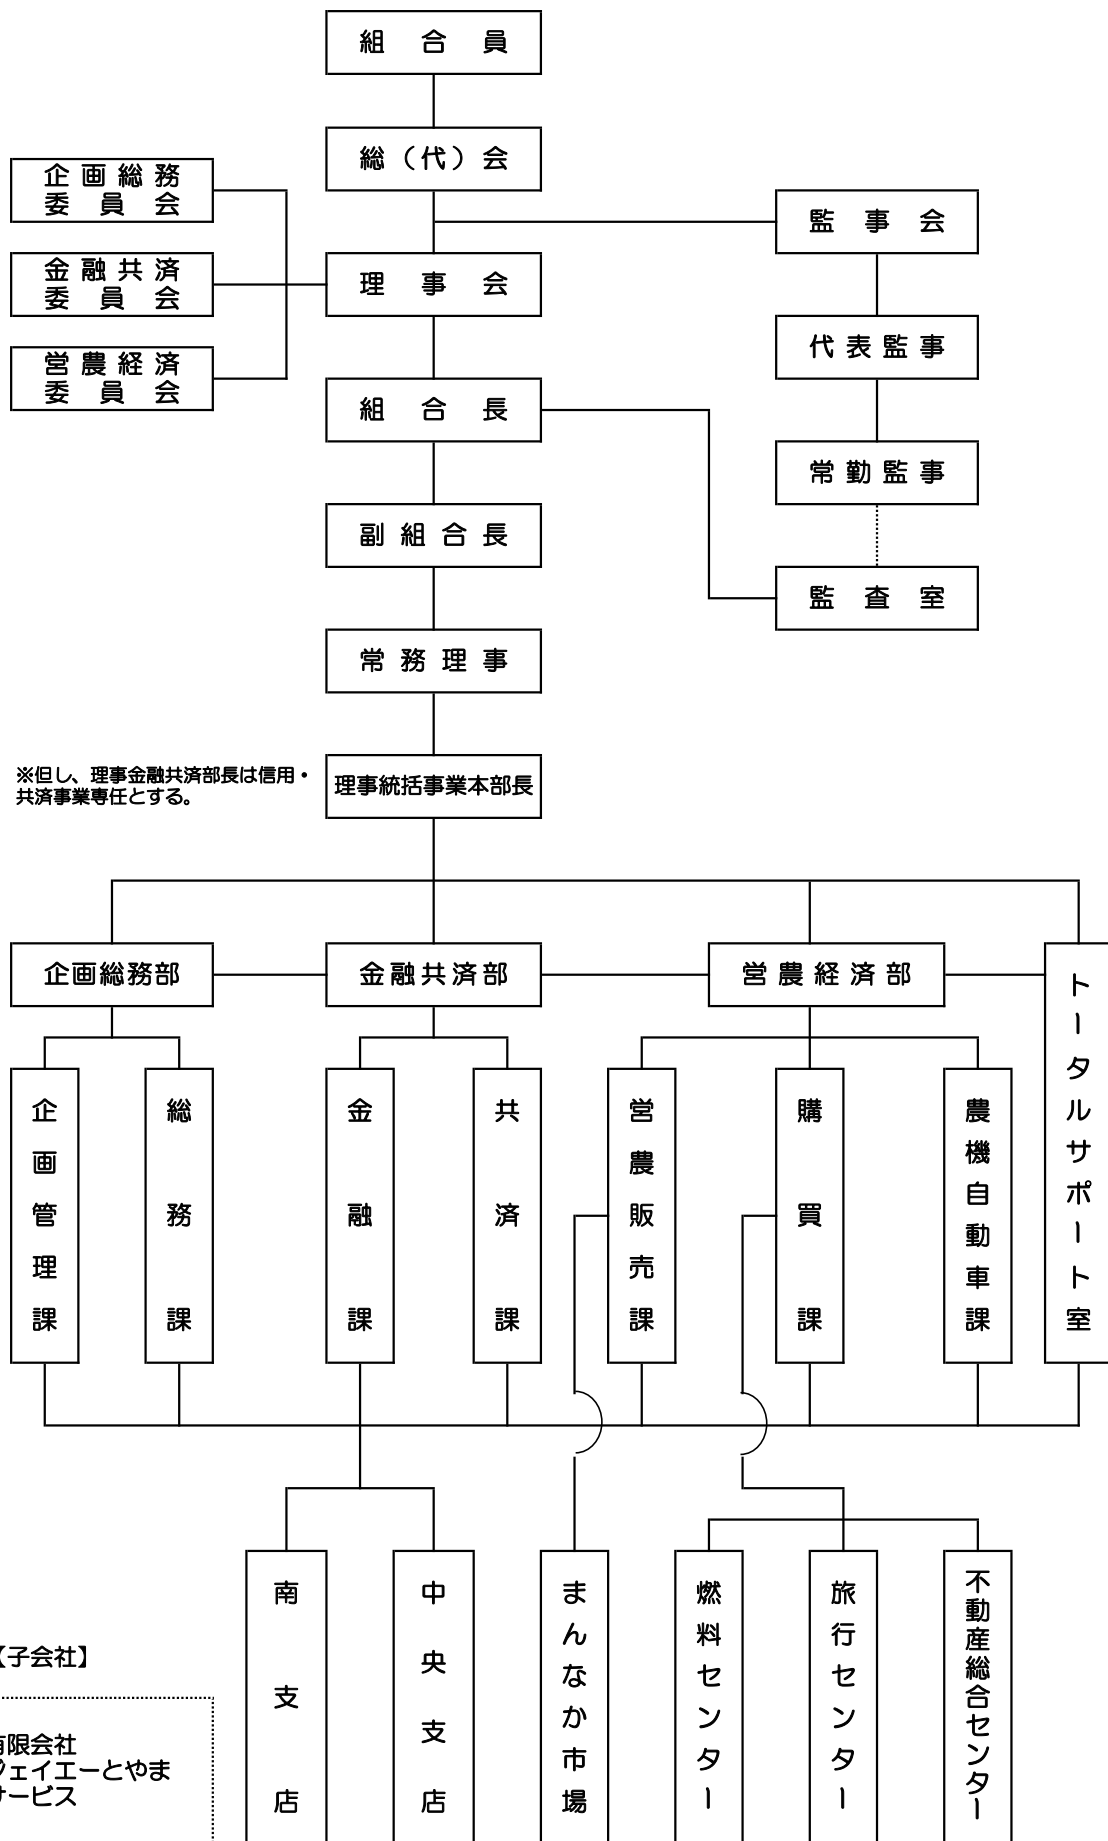 組合員
総（代）会
企画総務
委員会
監事会
金融共済
委員会
理事会
代表監事
営農経済
委員会
組合長
常勤監事
副組合長
監査室
常務理事
※但し、理事金融共済部長は信用・
共済事業専任とする。
理事統括事業本部長
企画総務部
金融共済部
営農経済部
トータルサポート室
企画管理課
総務課
金融課
共済課
営農販売課
購買課
農機自動車課
南支店
中央支店
まんなか市場
燃料センター
旅行センター
不動産総合センター
【子会社】
有限会社
ジェイエーとやま
サービス